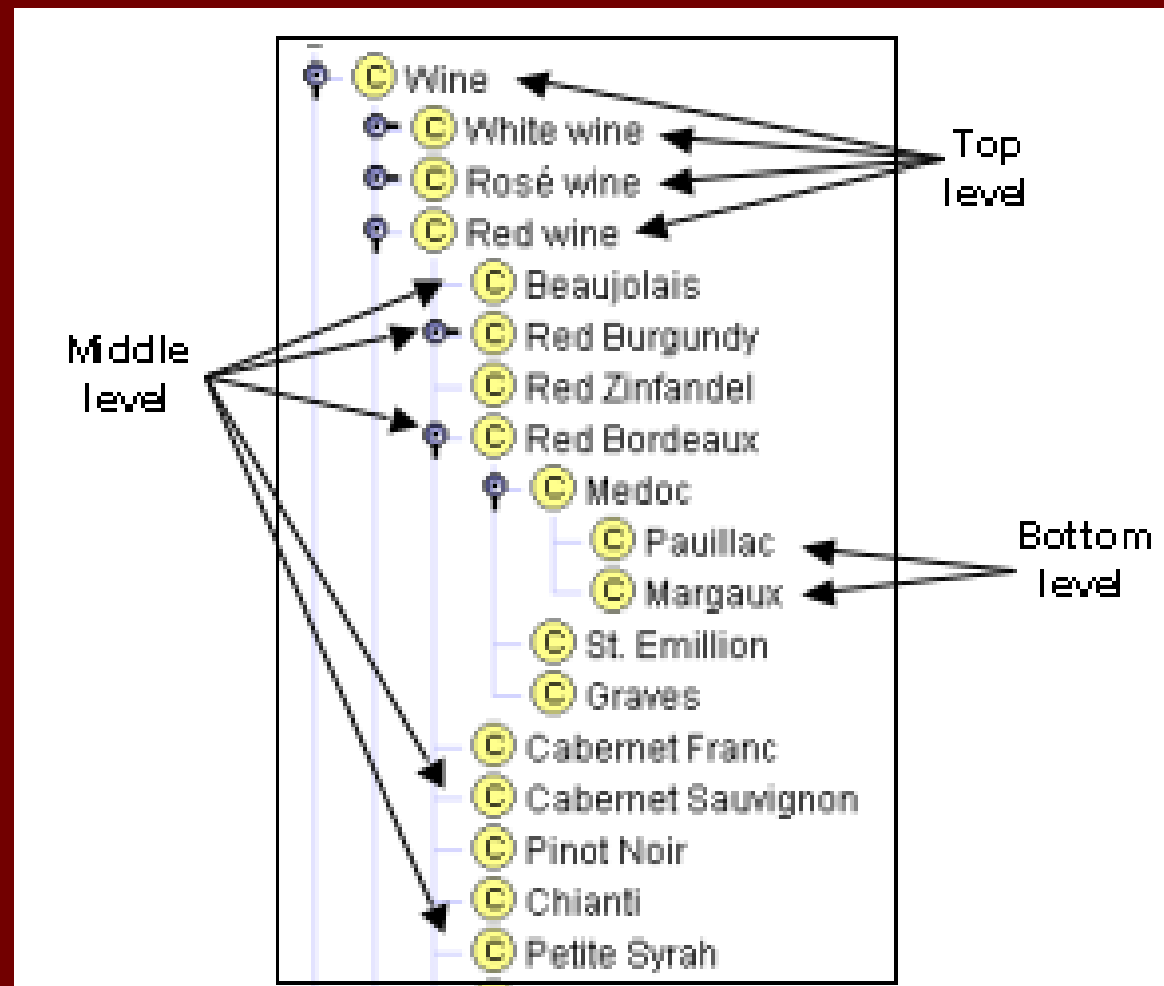 Wine
White wine
Rosé wine
Red wine
Beaujolais
Red Burgundy
Red Zinfandel
Red Bordeaux
Medoc
Pauillac
Margaux
St. Emillion
Graves
Cabernet Franc
Cabernet Sauvignon
Pinot Noir
Chianti
Petite Syrah
Top
level
Middle
level
Bottom
level